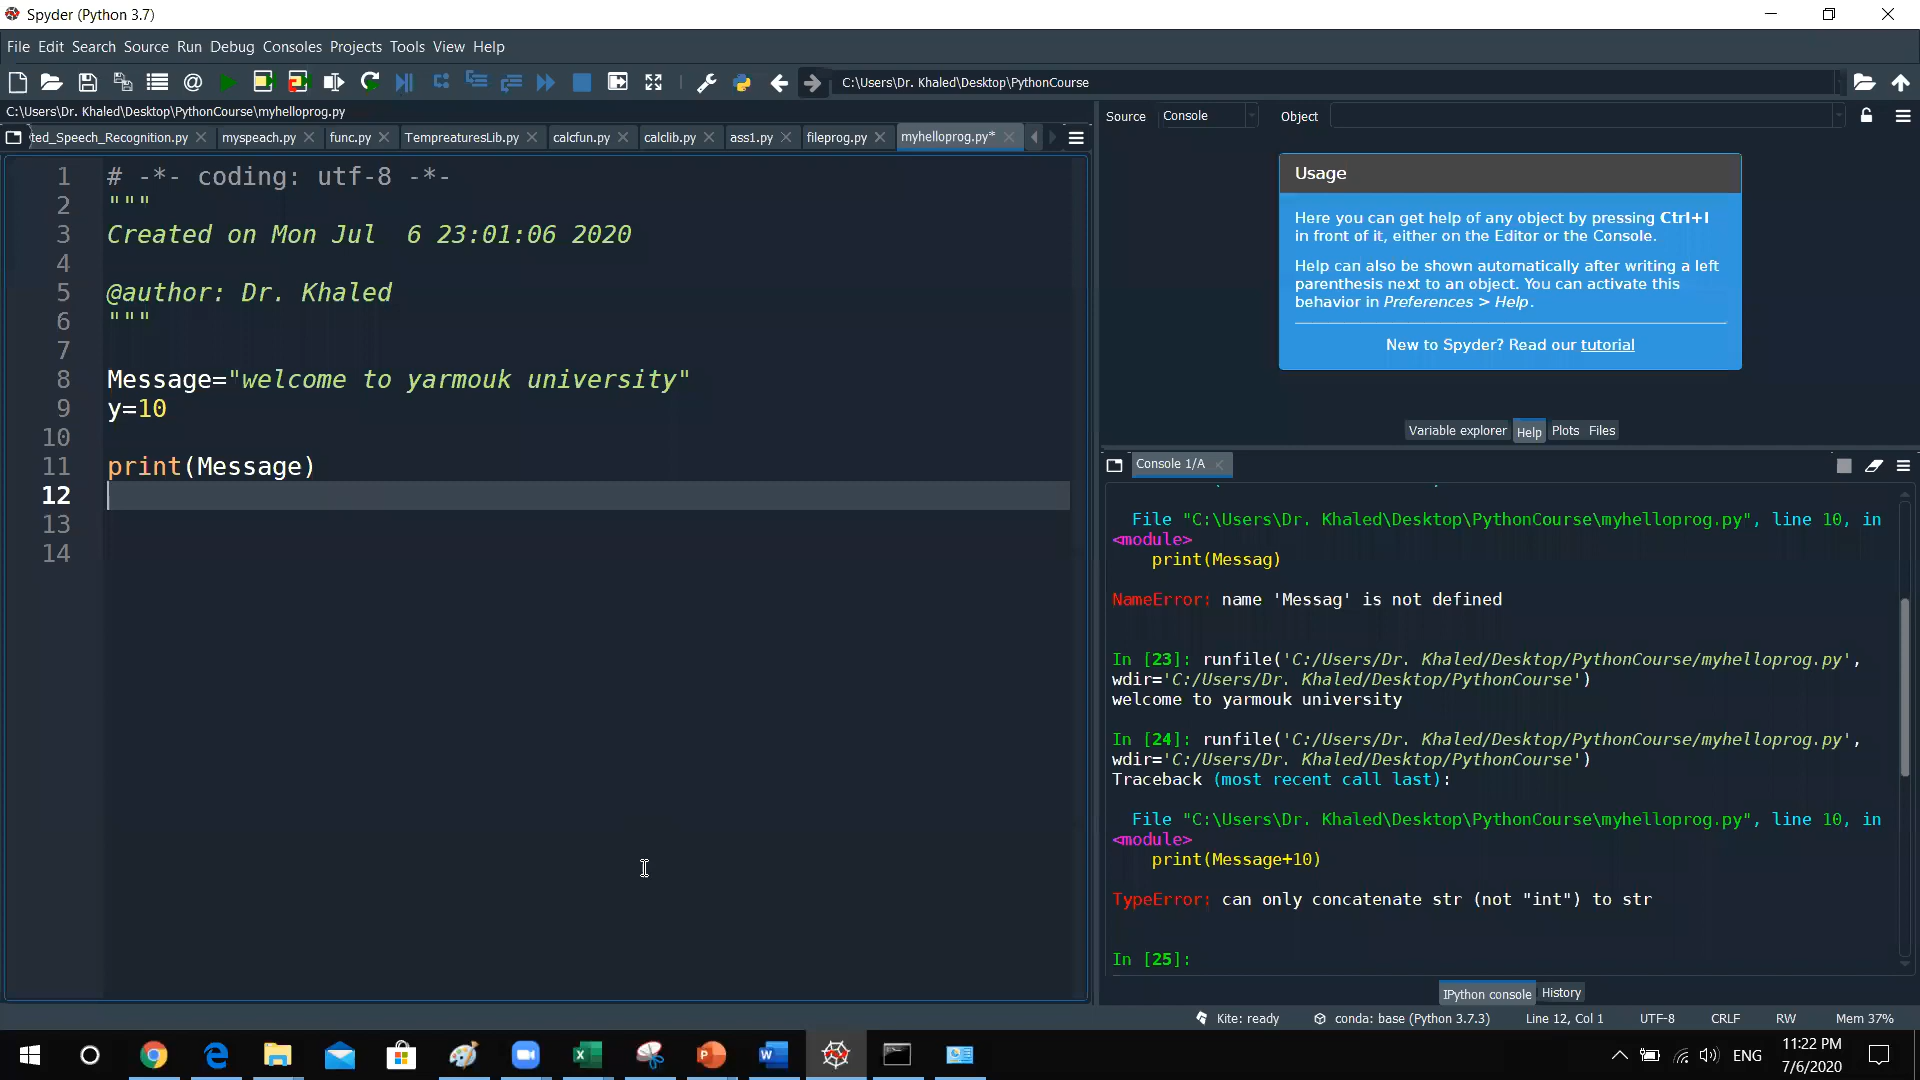 Spyder (Python 3.7)
File Edit Search Source Run Debug Consoles Projects Tools View Help
C:\Users\Dr. Khaled\Desktop\PythonCourse
C:\Users\Dr. Khaled\Desktop\PythonCourse\myhelloprog.py
ted_Speech_Recognition.py myspeach.py func.py TempreaturesLib.py calcfun.py calclib.py ass1.py fileprog.py myhelloprog.py*
1 # -*- coding: utf-8 -*-
2 """
3 Created on Mon Jul  6 23:01:06 2020
4
5 @author: Dr. Khaled
6 """
7
8 Message="welcome to yarmouk university"
9 y=10
10
11 print(Message)
12
13
14
Source Console Object
Usage
Here you can get help of any object by pressing Ctrl+I
in front of it, either on the Editor or the Console.
Help can also be shown automatically after writing a left
parenthesis next to an object. You can activate this
behavior in Preferences > Help.
New to Spyder? Read our tutorial
Variable explorer Help Plots Files
Console 1/A
File "C:\Users\Dr. Khaled\Desktop\PythonCourse\myhelloprog.py", line 10, in
<module>
print(Messag)
NameError: name 'Messag' is not defined
In [23]: runfile('C:/Users/Dr. Khaled/Desktop/PythonCourse/myhelloprog.py',
wdir='C:/Users/Dr. Khaled/Desktop/PythonCourse')
welcome to yarmouk university
In [24]: runfile('C:/Users/Dr. Khaled/Desktop/PythonCourse/myhelloprog.py',
wdir='C:/Users/Dr. Khaled/Desktop/PythonCourse')
Traceback (most recent call last):
File "C:\Users\Dr. Khaled\Desktop\PythonCourse\myhelloprog.py", line 10, in
<module>
print(Message+10)
TypeError: can only concatenate str (not "int") to str
In [25]:
IPython console History
Kite: ready conda: base (Python 3.7.3) Line 12, Col 1 UTF-8 CRLF RW Mem 37%
ENG
11:22 PM
7/6/2020